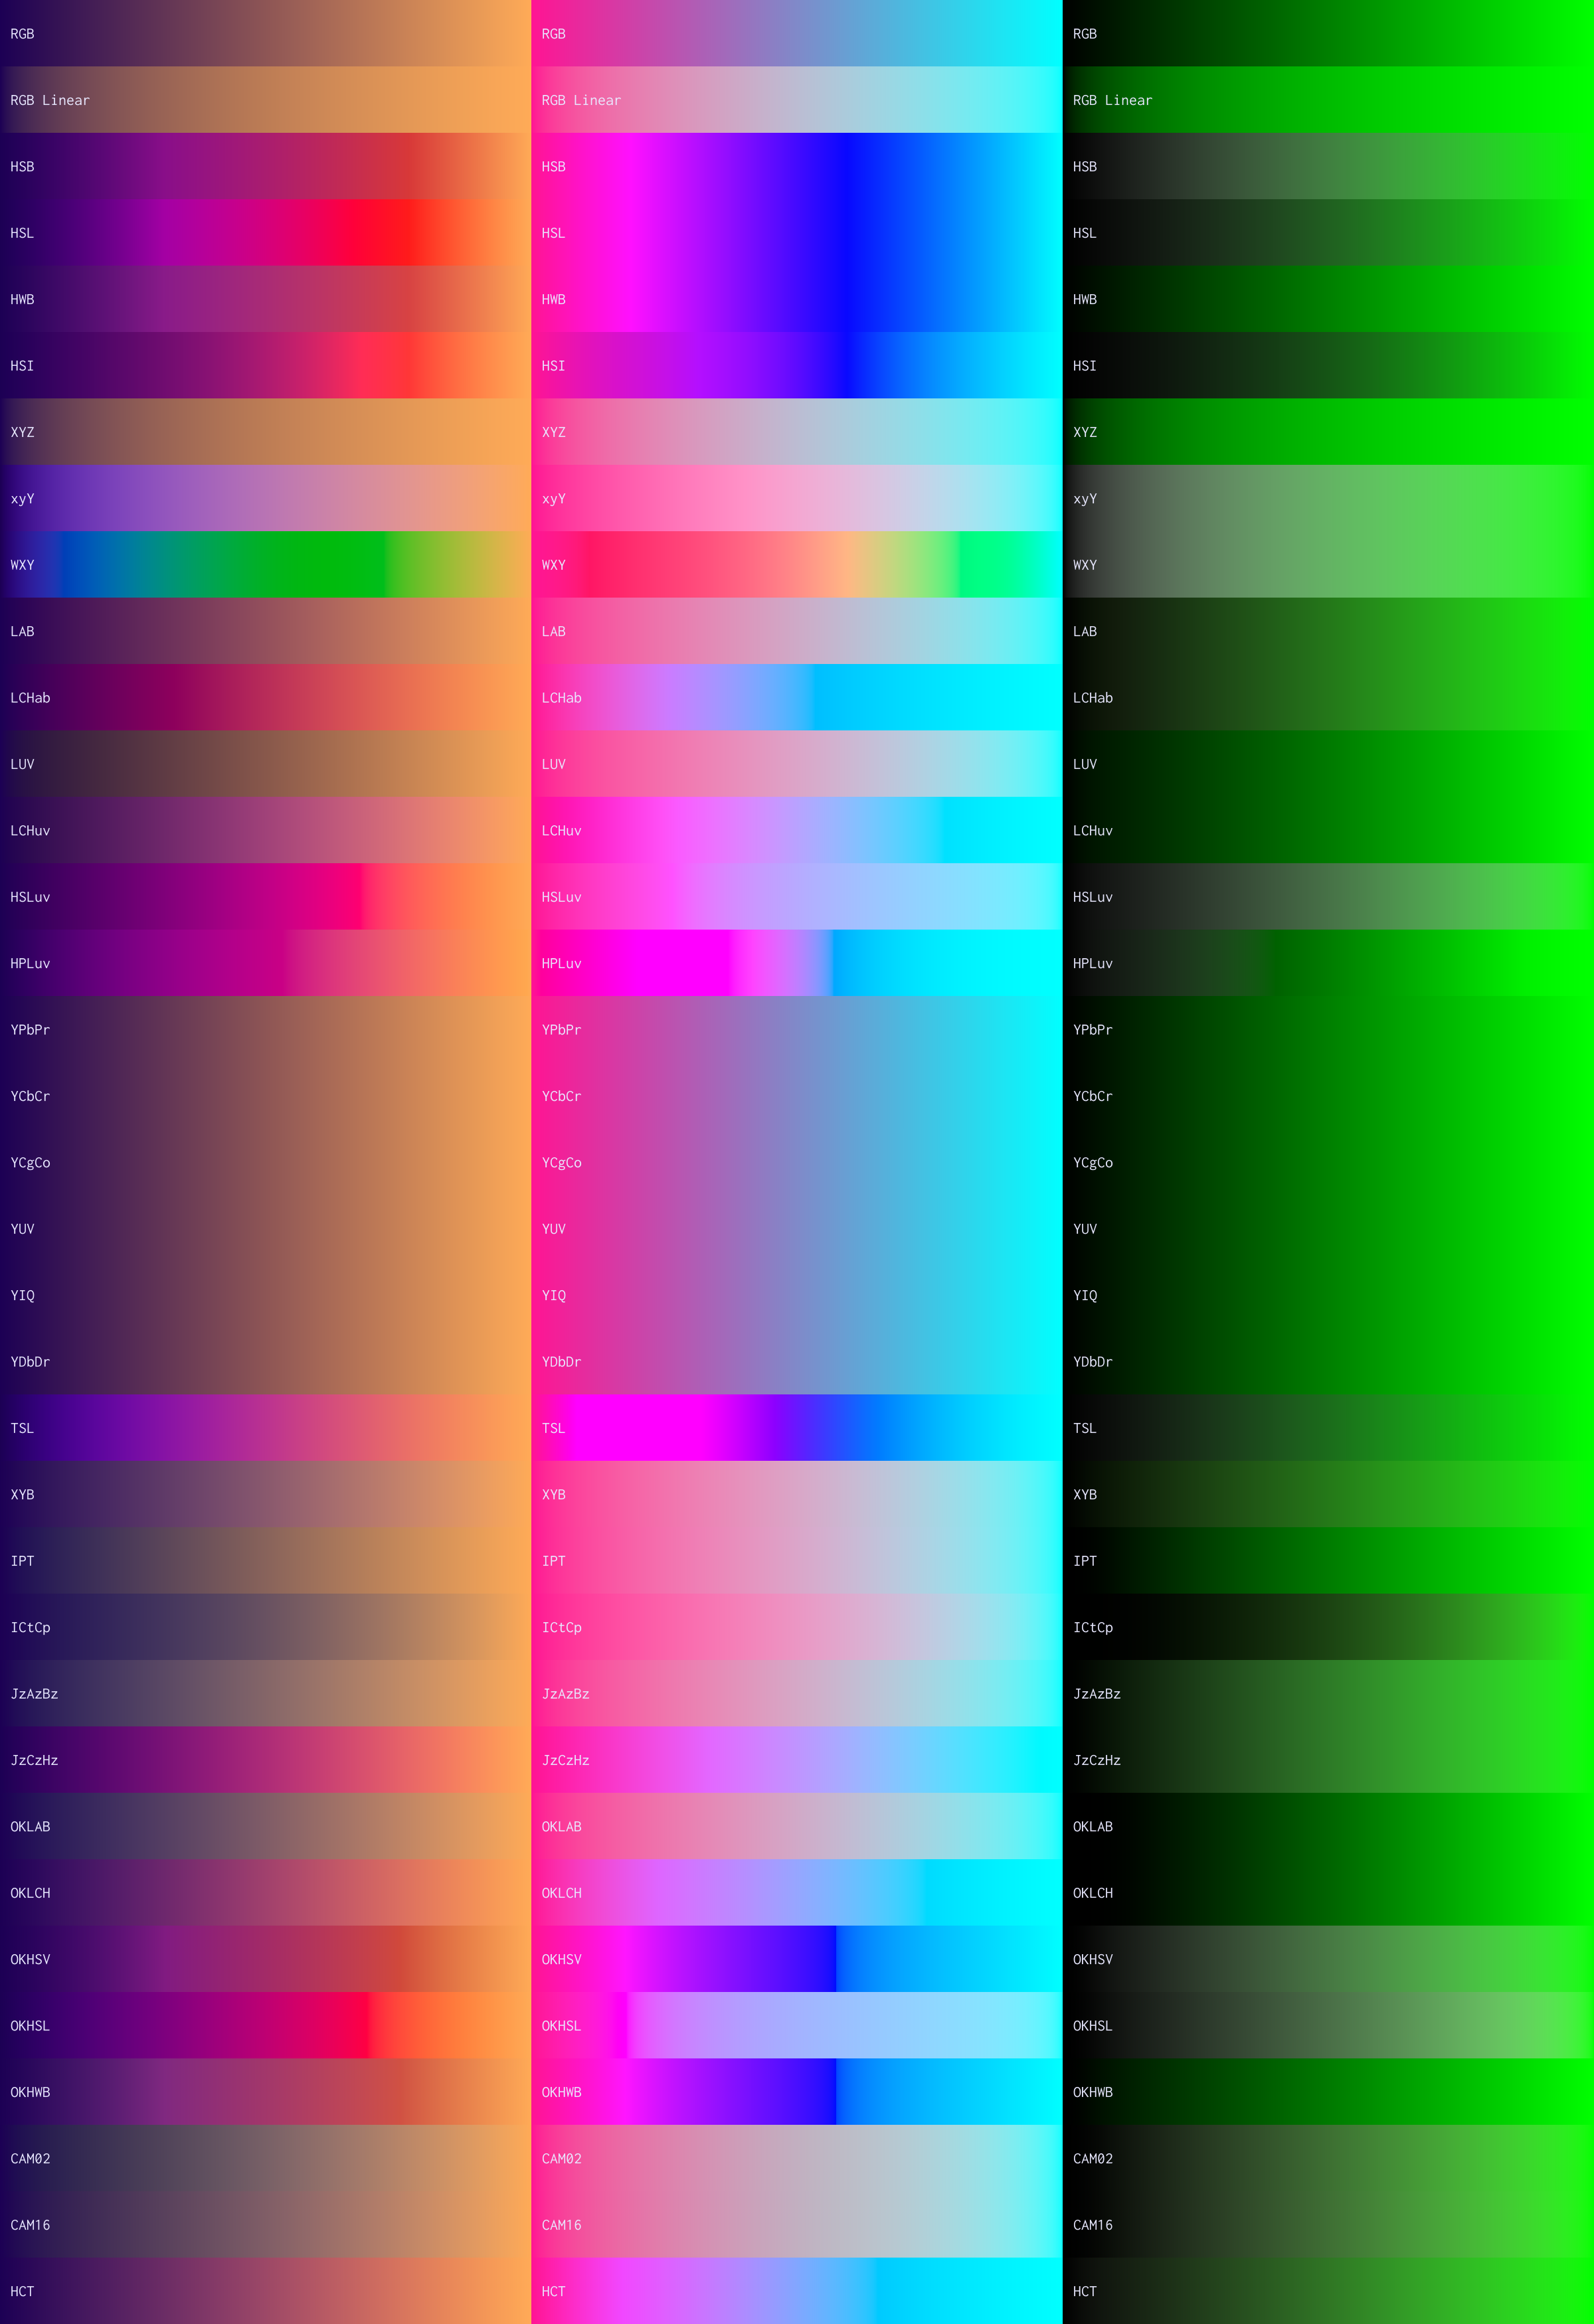 RGB RGB RGB
RGB Linear RGB Linear RGB Linear
HSB HSB HSB
HSL HSL HSL
HWB HWB HWB
HSI HSI HSI
XYZ XYZ XYZ
xyY xyY xyY
WXY WXY WXY
LAB LAB LAB
LCHab LCHab LCHab
LUV LUV LUV
LCHuv LCHuv LCHuv
HSLuv HSLuv HSLuv
HPLuv HPLuv HPLuv
YPbPr YPbPr YPbPr
YCbCr YCbCr YCbCr
YCgCo YCgCo YCgCo
YUV YUV YUV
YIQ YIQ YIQ
YDbDr YDbDr YDbDr
TSL TSL TSL
XYB XYB XYB
IPT IPT IPT
ICtCp ICtCp ICtCp
JzAzBz JzAzBz JzAzBz
JzCzHz JzCzHz JzCzHz
OKLAB OKLAB OKLAB
OKLCH OKLCH OKLCH
OKHSV OKHSV OKHSV
OKHSL OKHSL OKHSL
OKHWB OKHWB OKHWB
CAM02 CAM02 CAM02
CAM16 CAM16 CAM16
HCT HCT HCT